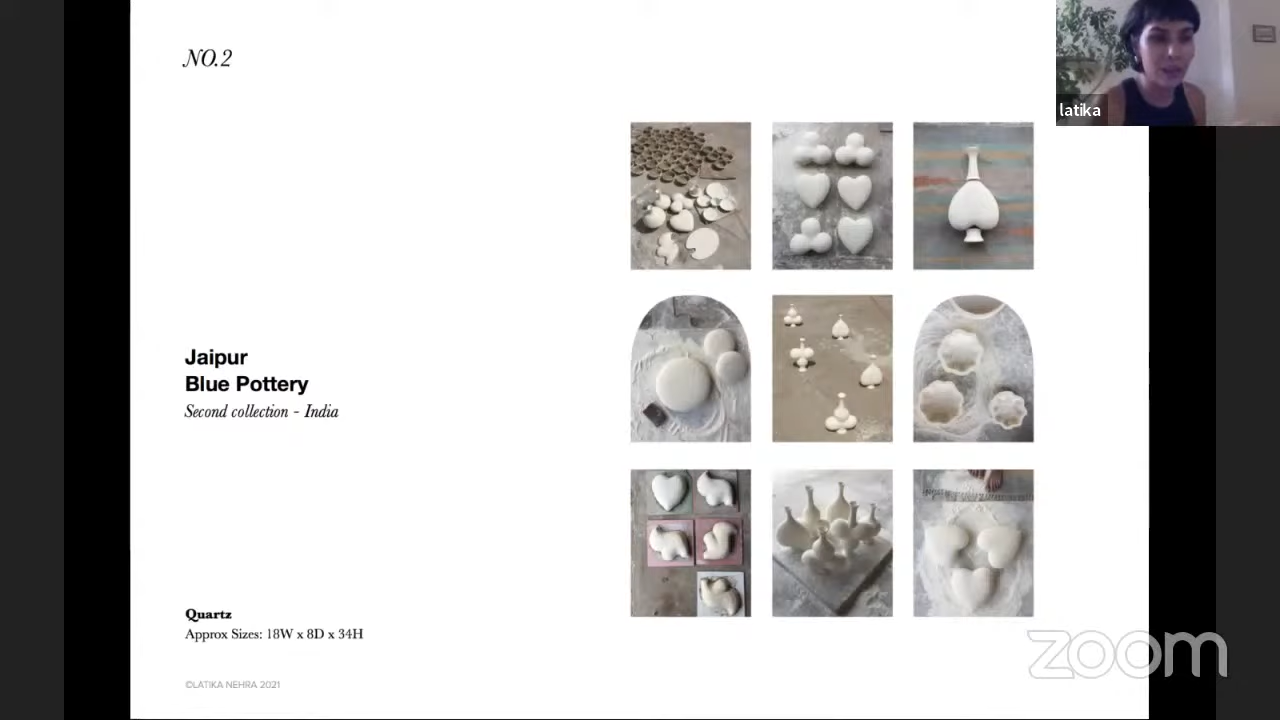 NO.2
latika
Jaipur
Blue Pottery
Second collection - India
Quartz
Approx Sizes: 18W x 8D x 34H
©LATIKA NEHRA 2021
zoom